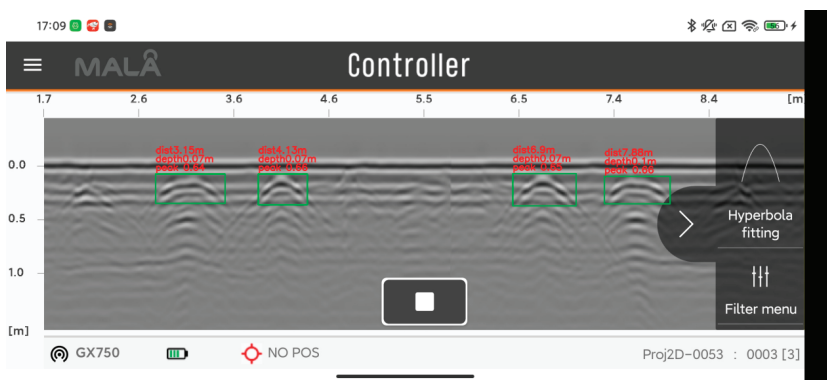 17:09
56
MALÅ
Controller
1.7 2.6 3.6 4.6 5.5 6.5 7.4 8.4 [m
dist3.15m dist4.13m dist6.9m dist7.88m
depth0.07m depth0.07m depth0.07m depth0.1m
peak
0.0
0.5
1.0
[m]
Hyperbola
fitting
Filter menu
GX750 NO POS Proj2D-0053 : 0003 [3]